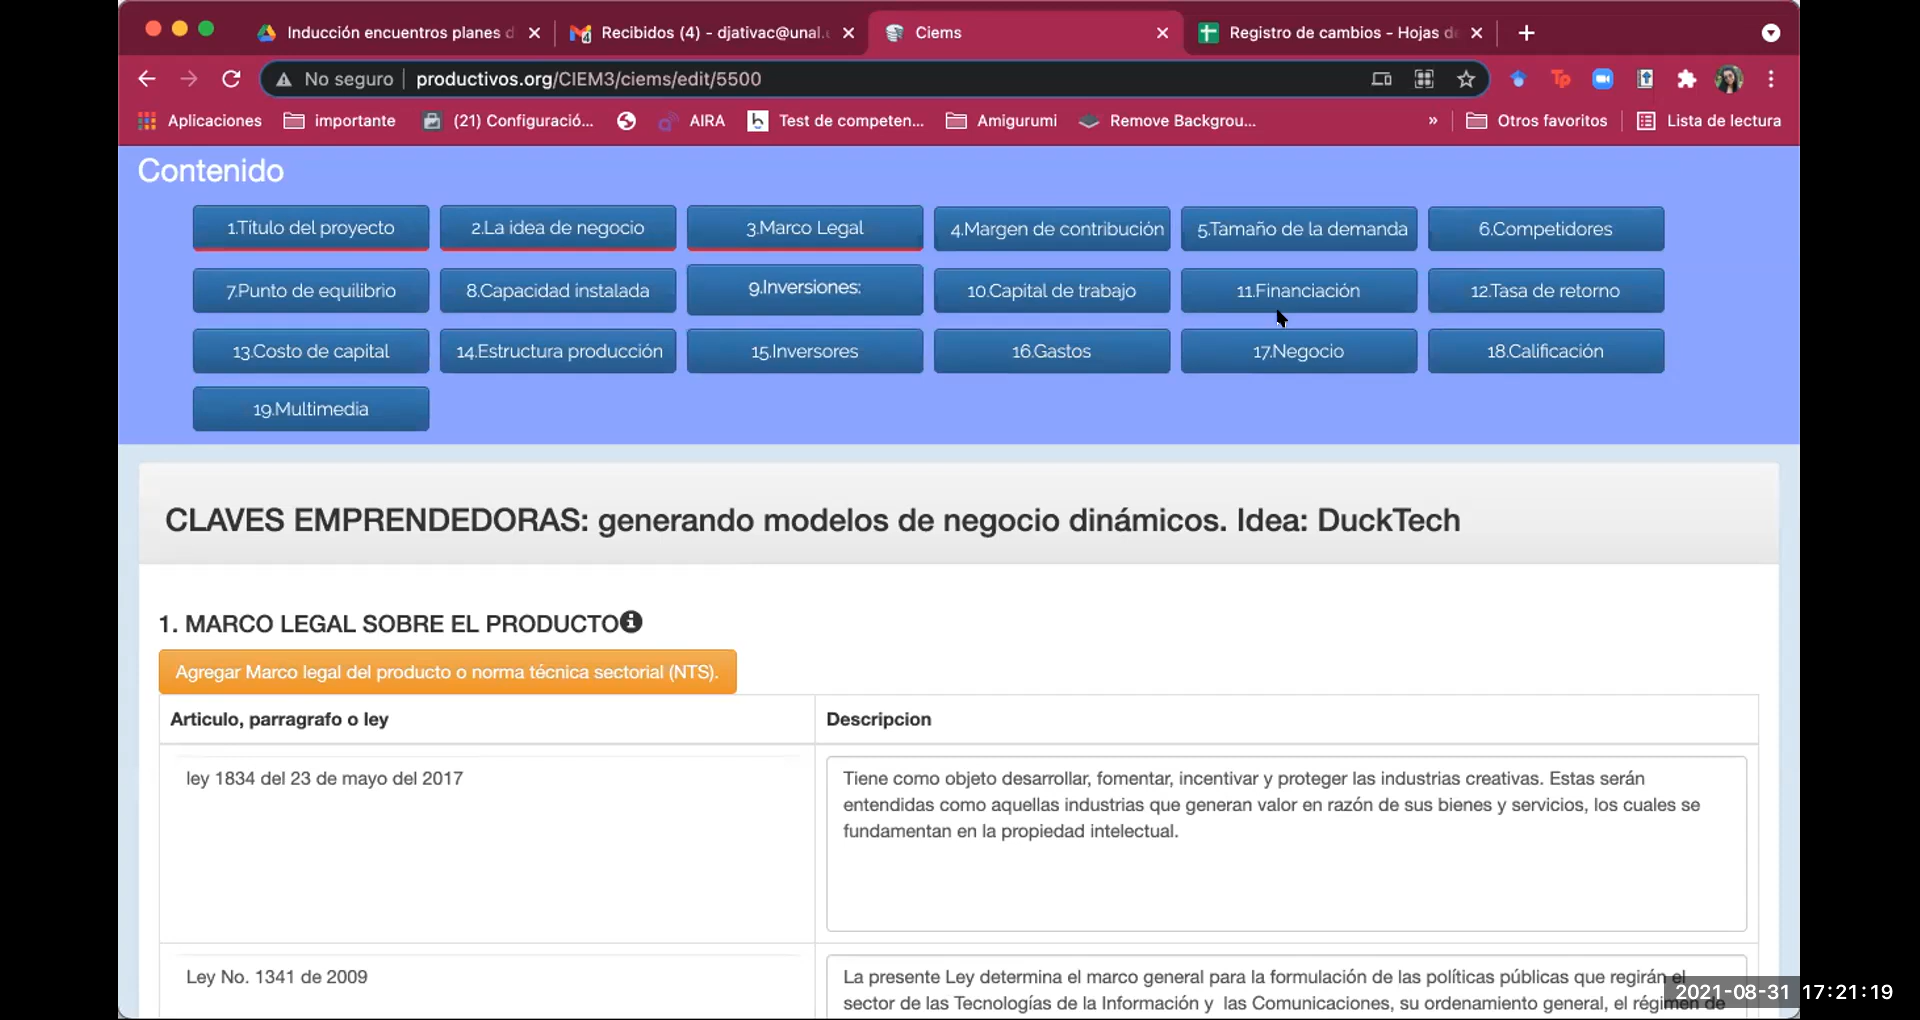 Inducción encuentros planes d
Recibidos (4) - djativac@unal.
Ciems
Registro de cambios - Hojas de
No seguro
productivos.org/CIEM3/ciems/edit/5500
Aplicaciones
importante
(21) Configuració...
AIRA
Test de competen...
Amigurumi
Remove Backgrou...
»
Otros favoritos
Lista de lectura
Contenido
1.Título del proyecto
2.La idea de negocio
3.Marco Legal
4.Margen de contribución
5.Tamaño de la demanda
6.Competidores
7.Punto de equilibrio
8.Capacidad instalada
9.Inversiones:
10.Capital de trabajo
11.Financiación
12.Tasa de retorno
13.Costo de capital
14.Estructura producción
15.Inversores
16.Gastos
17.Negocio
18.Calificación
19.Multimedia
CLAVES EMPRENDEDORAS: generando modelos de negocio dinámicos. Idea: DuckTech
1. MARCO LEGAL SOBRE EL PRODUCTO
Agregar Marco legal del producto o norma técnica sectorial (NTS).
Articulo, parragrafo o ley
Descripcion
ley 1834 del 23 de mayo del 2017
Tiene como objeto desarrollar, fomentar, incentivar y proteger las industrias creativas. Estas serán
entendidas como aquellas industrias que generan valor en razón de sus bienes y servicios, los cuales se
fundamentan en la propiedad intelectual.
Ley No. 1341 de 2009
La presente Ley determina el marco general para la formulación de las políticas públicas que regirán el
sector de las Tecnologías de la Información y las Comunicaciones, su ordenamiento general, el régimen de
2021-08-31 17:21:19